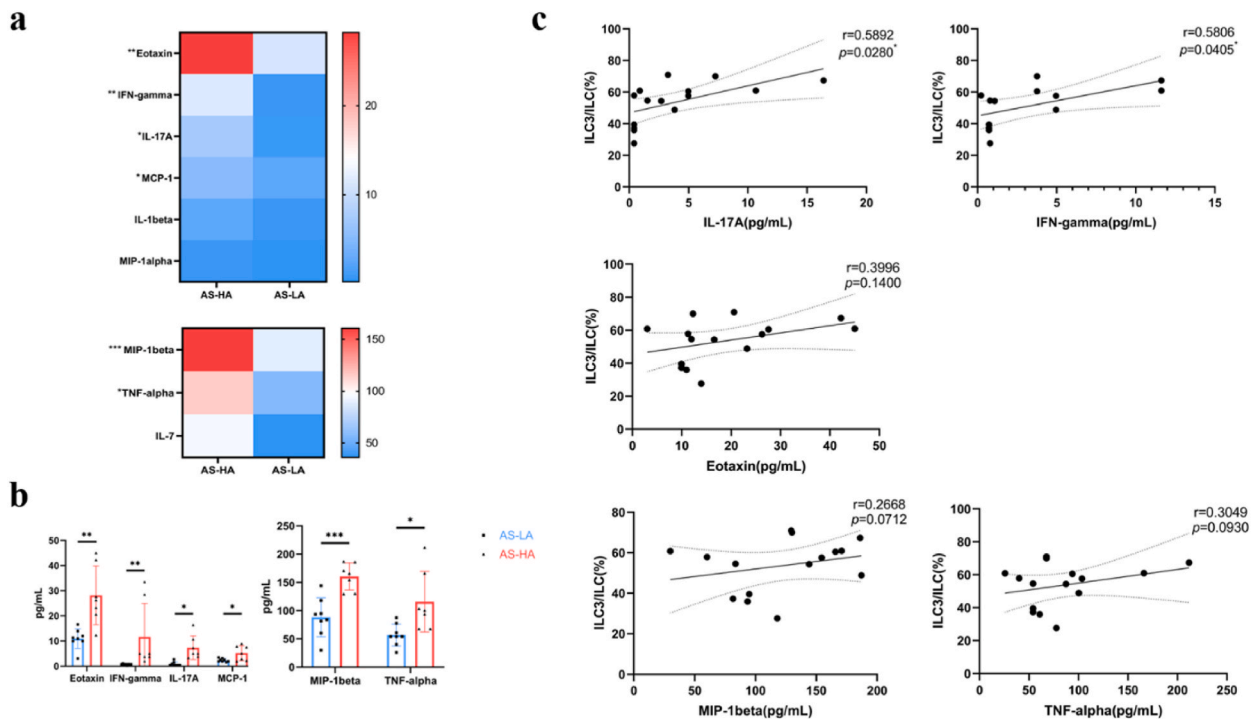 a
**Eotaxin
**IFN-gamma
*IL-17A
*MCP-1
IL-1beta
MIP-1alpha
AS-HA
AS-LA
20
10
***MIP-1beta
*TNF-alpha
IL-7
AS-HA
AS-LA
150
100
50
b
pg/mL
50
40
30
20
10
0
**
**
*
*
Eotaxin
IFN-gamma
IL-17A
MCP-1
pg/mL
250
200
150
100
50
0
***
*
MIP-1beta
TNF-alpha
AS-LA
AS-HA
c
ILC3/ILC(%)
100
80
60
40
20
0
0
5
10
15
20
IL-17A(pg/mL)
r=0.5892
p=0.0280*
ILC3/ILC(%)
100
80
60
40
20
0
0
5
10
15
IFN-gamma(pg/mL)
r=0.5806
p=0.0405*
ILC3/ILC(%)
100
80
60
40
20
0
0
10
20
30
40
50
Eotaxin(pg/mL)
r=0.3996
p=0.1400
ILC3/ILC(%)
80
60
40
20
0
0
50
100
150
200
MIP-1beta(pg/mL)
r=0.2668
p=0.0712
ILC3/ILC(%)
100
80
60
40
20
0
0
50
100
150
200
250
TNF-alpha(pg/mL)
r=0.3049
p=0.0930